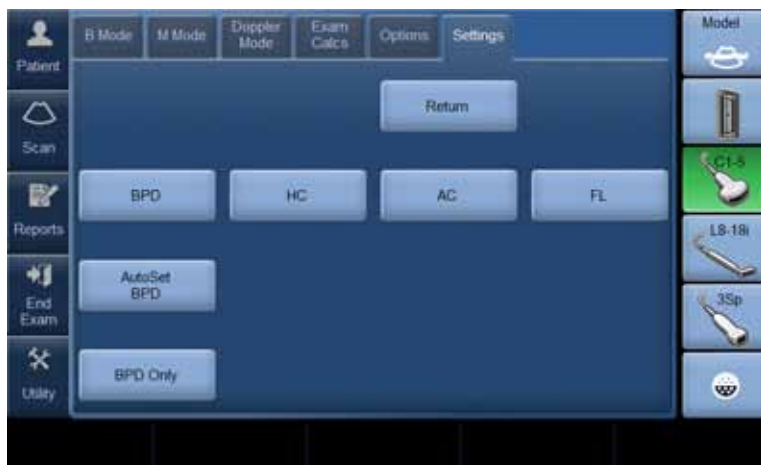 B Mode
M Mode
Doppler
Mode
Exam
Calcs
Options
Settings
Model
Patient
Return
Scan
C1-5
BPD
HC
AC
FL
Reports
L8-18i
AutoSet
BPD
End
Exam
3Sp
BPD Only
Utility